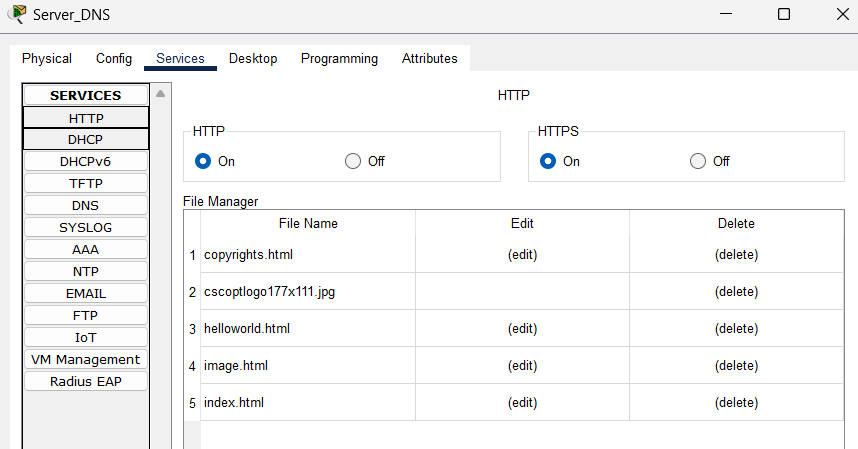 Server_DNS
Physical Config Services Desktop Programming Attributes
SERVICES
HTTP
DHCP
DHCPv6
TFTP
DNS
SYSLOG
AAA
NTP
EMAIL
FTP
IoT
VM Management
Radius EAP
HTTP
HTTP HTTPS
On Off On Off
File Manager
File Name Edit Delete
1 copyrights.html (edit) (delete)
2 cscoptlogo177x111.jpg (delete)
3 helloworld.html (edit) (delete)
4 image.html (edit) (delete)
5 index.html (edit) (delete)